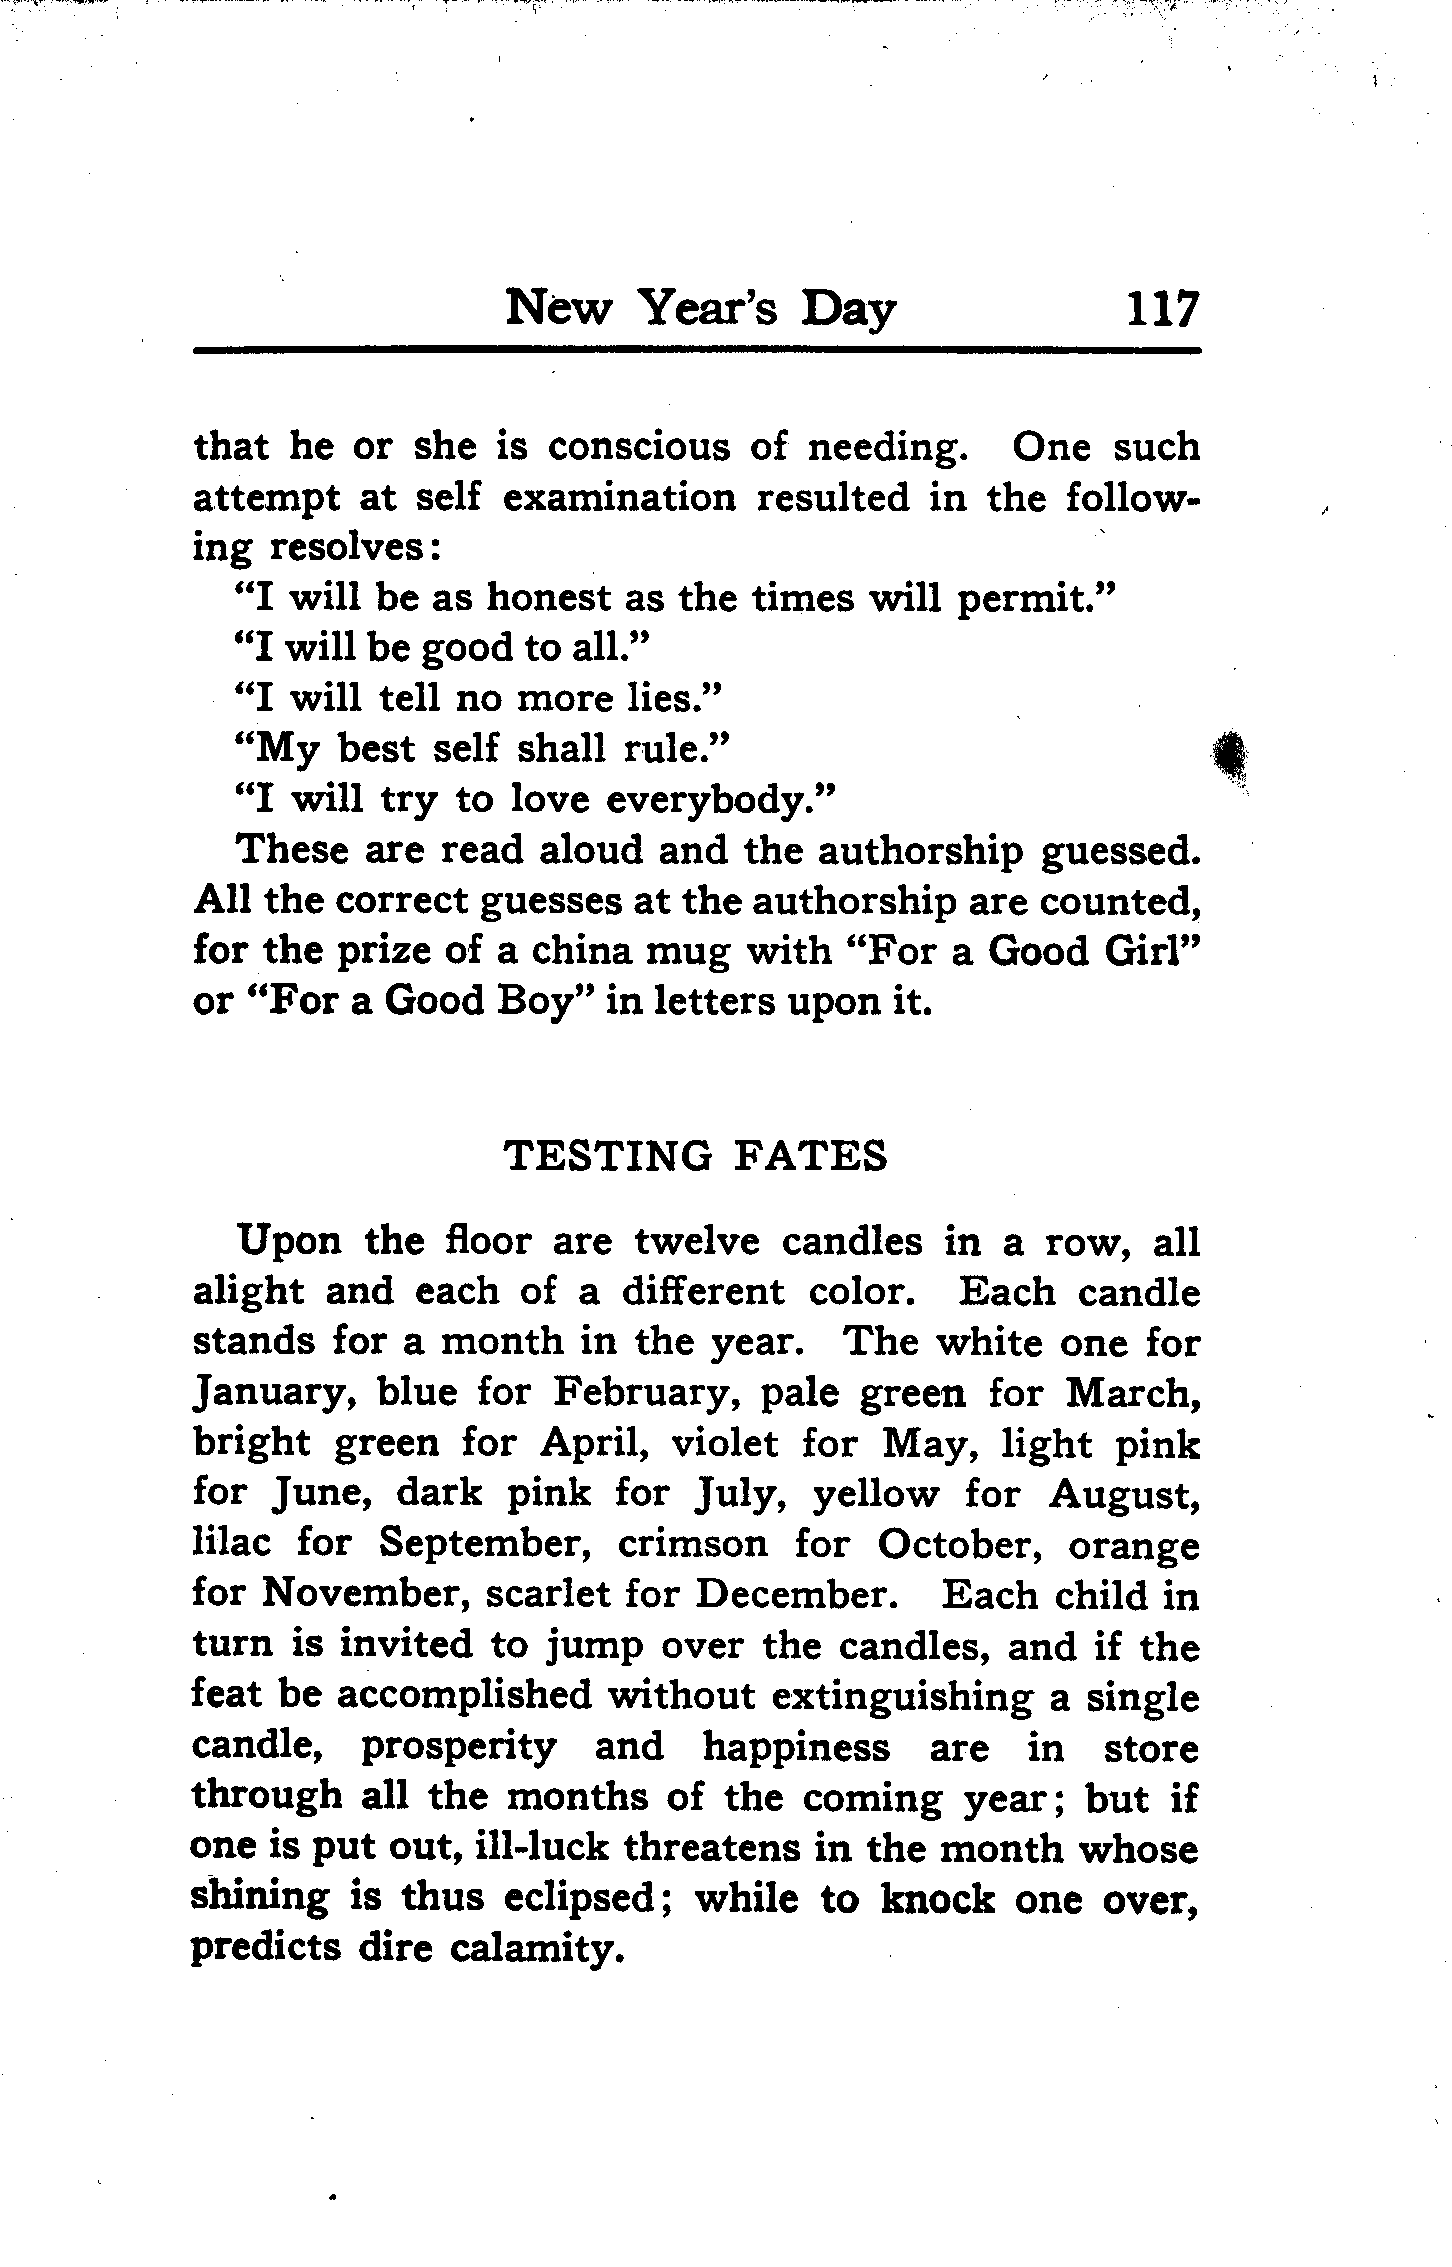 New Year's Day 117
that he or she is conscious of needing. One such
attempt at self examination resulted in the follow-
ing resolves:
“I will be as honest as the times will permit.”
“I will be good to all.”
“I will tell no more lies.”
“My best self shall rule.”
“I will try to love everybody.”
These are read aloud and the authorship guessed.
All the correct guesses at the authorship are counted,
for the prize of a china mug with “For a Good Girl”
or “For a Good Boy” in letters upon it.
TESTING FATES
Upon the floor are twelve candles in a row, all
alight and each of a different color. Each candle
stands for a month in the year. The white one for
January, blue for February, pale green for March,
bright green for April, violet for May, light pink
for June, dark pink for July, yellow for August,
lilac for September, crimson for October, orange
for November, scarlet for December. Each child in
turn is invited to jump over the candles, and if the
feat be accomplished without extinguishing a single
candle, prosperity and happiness are in store
through all the months of the coming year; but if
one is put out, ill-luck threatens in the month whose
shining is thus eclipsed; while to knock one over,
predicts dire calamity.